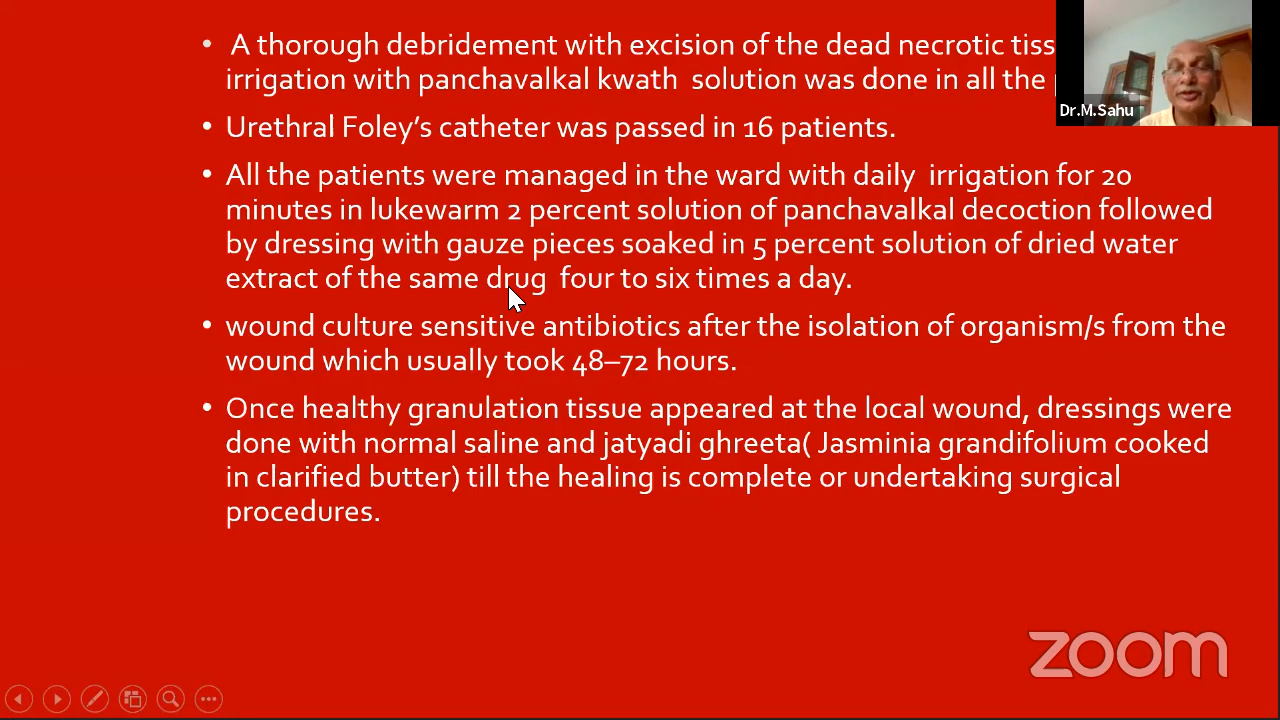 • A thorough debridement with excision of the dead necrotic
irrigation with panchavalkal kwath solution was done in all the
Dr.M.Sahu
• Urethral Foley's catheter was passed in 16 patients.
• All the patients were managed in the ward with daily irrigation for 20
minutes in lukewarm 2 percent solution of panchavalkal decoction followed
by dressing with gauze pieces soaked in 5 percent solution of dried water
extract of the same drug four to six times a day.
• wound culture sensitive antibiotics after the isolation of organism/s from the
wound which usually took 48–72 hours.
• Once healthy granulation tissue appeared at the local wound, dressings were
done with normal saline and jatyadi ghreeta( Jasminia grandifolium cooked
in clarified butter) till the healing is complete or undertaking surgical
procedures.
zoom